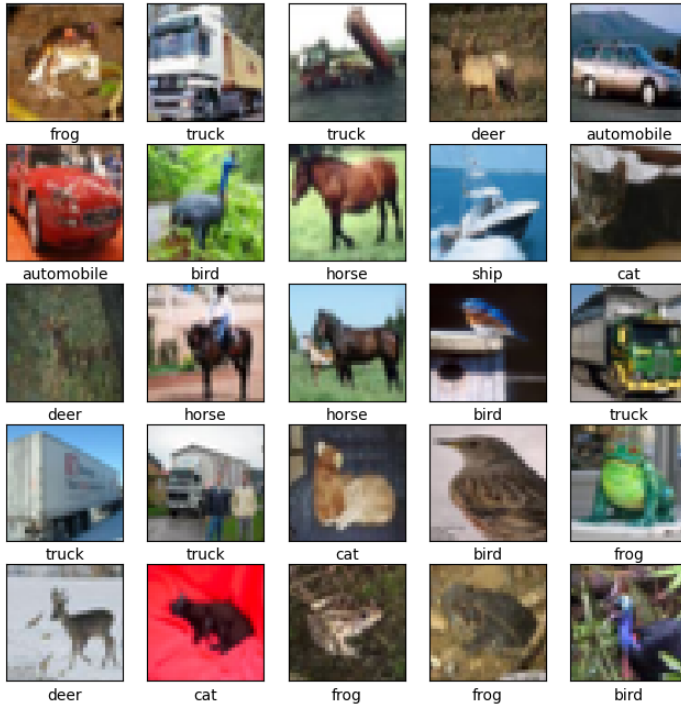 frog truck truck deer automobile
automobile bird horse ship cat
deer horse horse bird truck
truck truck cat bird frog
deer cat frog frog bird